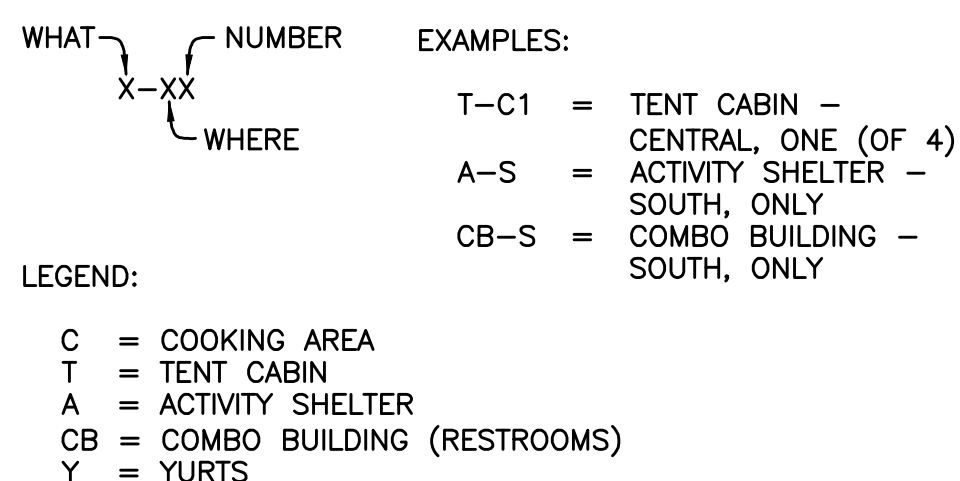 WHAT NUMBER
X-XX
WHERE
EXAMPLES:
T-C1 = TENT CABIN -
CENTRAL, ONE (OF 4)
A-S = ACTIVITY SHELTER -
SOUTH, ONLY
CB-S = COMBO BUILDING -
SOUTH, ONLY
LEGEND:
C = COOKING AREA
T = TENT CABIN
A = ACTIVITY SHELTER
CB = COMBO BUILDING (RESTROOMS)
Y = YURTS